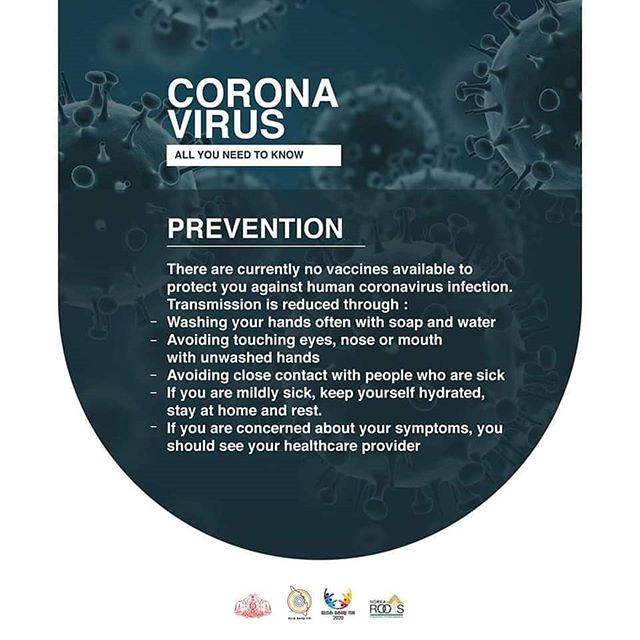 CORONA
VIRUS
ALL YOU NEED TO KNOW
PREVENTION
There are currently no vaccines available to
protect you against human coronavirus infection.
Transmission is reduced through :
- Washing your hands often with soap and water
- Avoiding touching eyes, nose or mouth
with unwashed hands
- Avoiding close contact with people who are sick
- If you are mildly sick, keep yourself hydrated,
stay at home and rest.
- If you are concerned about your symptoms, you
should see your healthcare provider
2020
NORKA
ROOTS